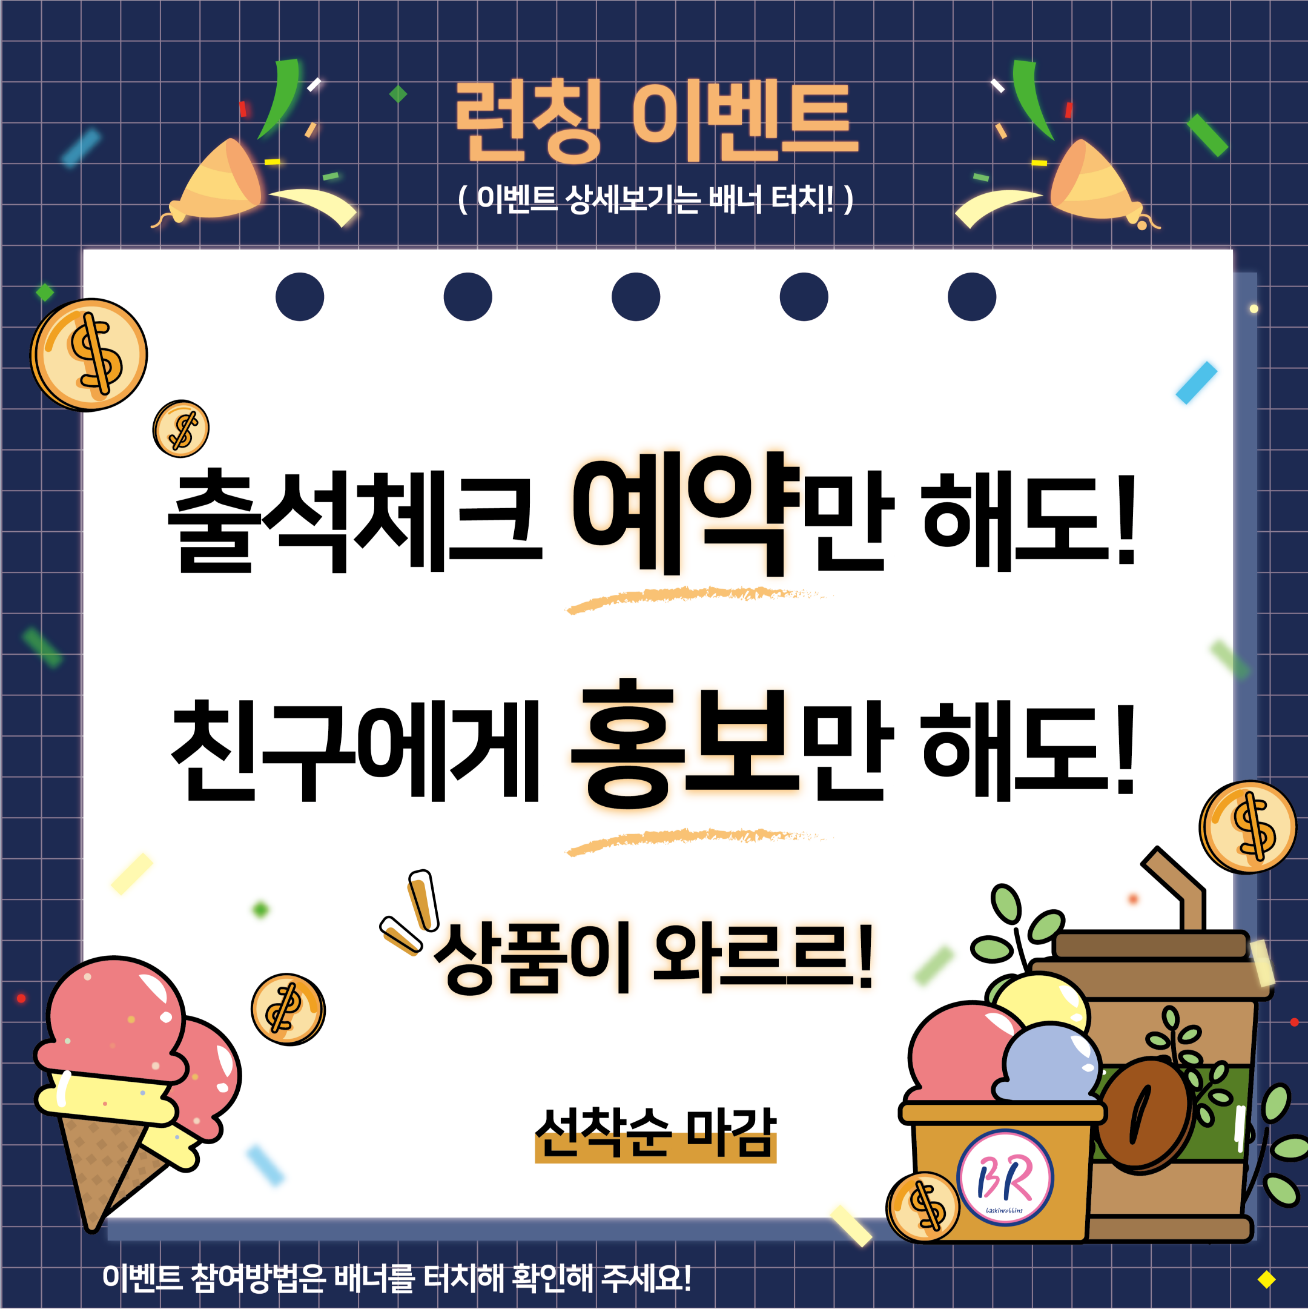 런칭 이벤트
( 이벤트 상세보기는 배너 터치! )
출석체크 예약만 해도!
친구에게 홍보만 해도!
상품이 와르르!
선착순 마감
BR
baskinrobbins
이벤트 참여방법은 배너를 터치해 확인해 주세요!